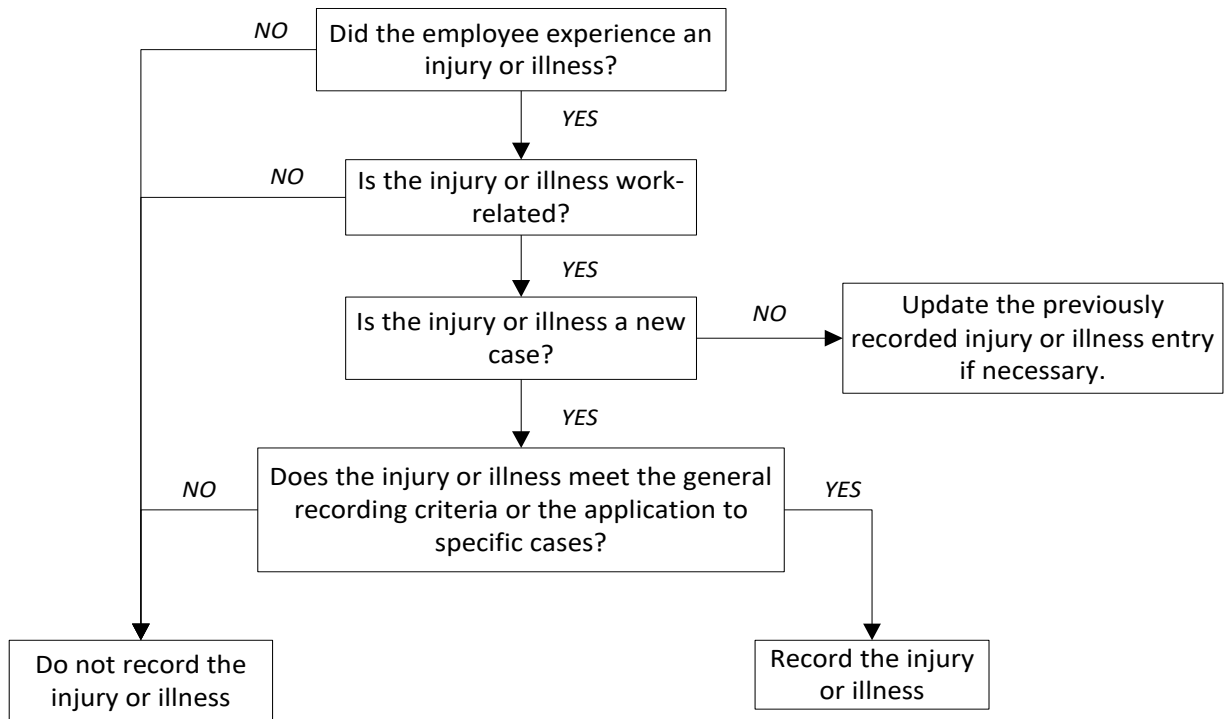 NO
Did the employee experience an
injury or illness?
YES
NO
Is the injury or illness work-
related?
YES
Is the injury or illness a new
case?
NO
Update the previously
recorded injury or illness entry
if necessary.
YES
NO
Does the injury or illness meet the general
recording criteria or the application to
specific cases?
YES
Do not record the
injury or illness
Record the injury
or illness